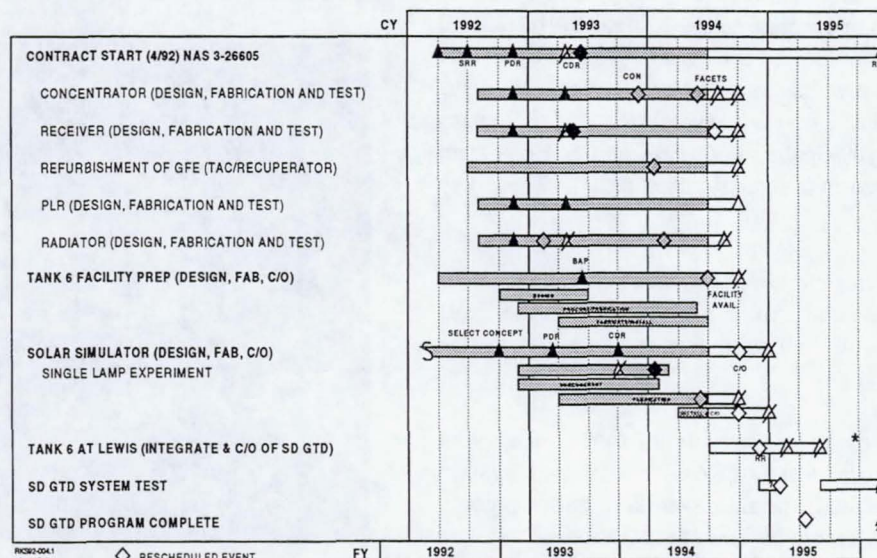 CY 1992 1993 1994 1995
CONTRACT START (4/92) NAS 3-26605
SRR PDR CDR
CON FACETS
CONCENTRATOR (DESIGN, FABRICATION AND TEST)
RECEIVER (DESIGN, FABRICATION AND TEST)
REFURBISHMENT OF GFE (TAC/RECUPERATOR)
PLR (DESIGN, FABRICATION AND TEST)
RADIATOR (DESIGN, FABRICATION AND TEST)
BAP
TANK 6 FACILITY PREP (DESIGN, FAB, C/O)
DESIGN
FACILITY
AVAIL.
SELECT CONCEPT PDR CDR
SOLAR SIMULATOR (DESIGN, FAB, C/O)
C/O
SINGLE LAMP EXPERIMENT
PROCUREMENT
FABRICATION
TANK 6 AT LEWIS (INTEGRATE & C/O OF SD GTD)
*
RR
SD GTD SYSTEM TEST
SD GTD PROGRAM COMPLETE
RESCHEDULED EVENT
FY 1992 1993 1994 1995